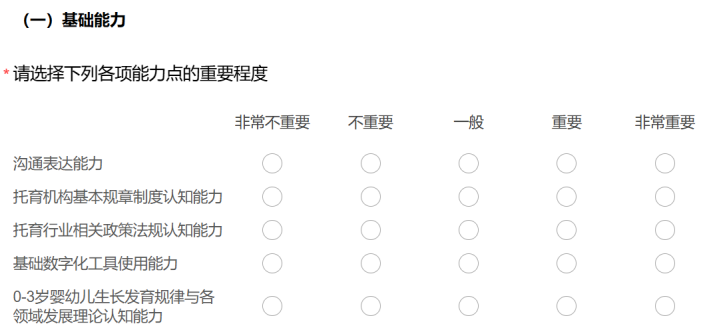 （一）基础能力
* 请选择下列各项能力点的重要程度
非常不重要 不重要 一般 重要 非常重要
沟通表达能力
托育机构基本规章制度认知能力
托育行业相关政策法规认知能力
基础数字化工具使用能力
0-3岁婴幼儿生长发育规律与各
领域发展理论认知能力